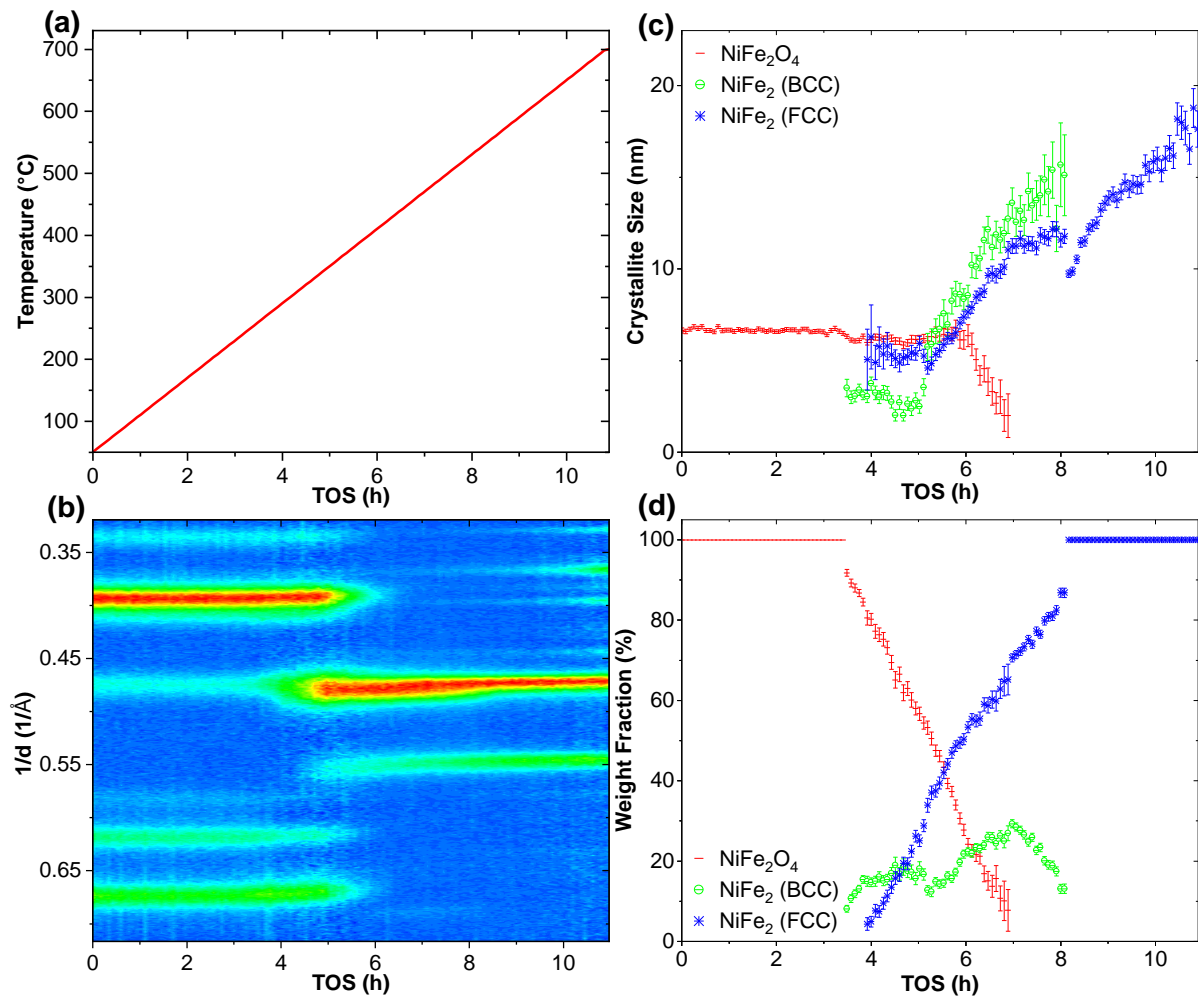 (a)
700
600
500
400
300
200
100
Temperature (°C)
0 2 4 6 8 10
TOS (h)
(b)
0.35
0.45
0.55
0.65
1/d (1/Å)
0 2 4 6 8 10
TOS (h)
(c)
NiFe₂O₄
NiFe₂ (BCC)
NiFe₂ (FCC)
20
10
0
Crystallite Size (nm)
0 2 4 6 8 10
TOS (h)
(d)
100
80
60
40
20
0
Weight Fraction (%)
NiFe₂O₄
NiFe₂ (BCC)
NiFe₂ (FCC)
0 2 4 6 8 10
TOS (h)